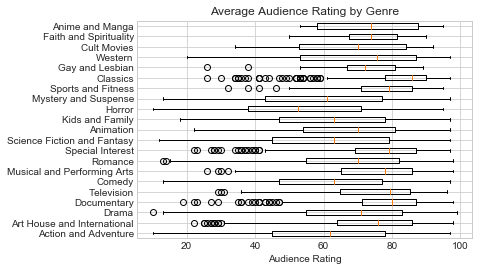 Average Audience Rating by Genre
Anime and Manga
Faith and Spirituality
Cult Movies
Western
Gay and Lesbian
Classics
Sports and Fitness
Mystery and Suspense
Horror
Kids and Family
Animation
Science Fiction and Fantasy
Special Interest
Romance
Musical and Performing Arts
Comedy
Television
Documentary
Drama
Art House and International
Action and Adventure
20 40 60 80 100
Audience Rating